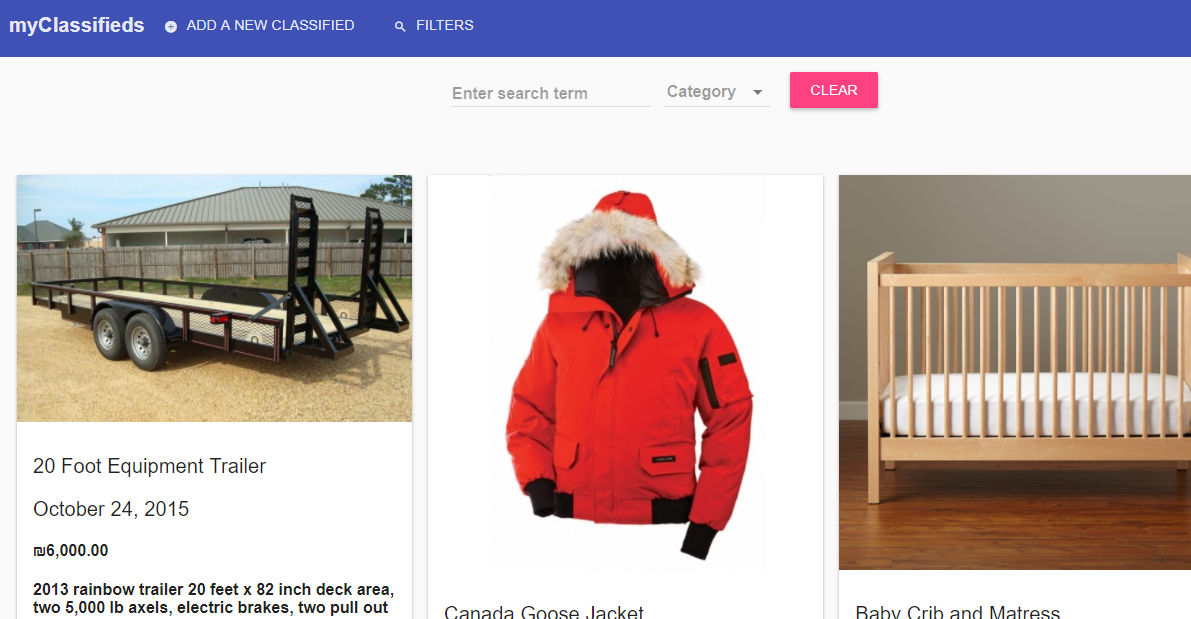 myClassifieds ADD A NEW CLASSIFIED FILTERS
Enter search term Category CLEAR
20 Foot Equipment Trailer
October 24, 2015
₪6,000.00
2013 rainbow trailer 20 feet x 82 inch deck area,
two 5,000 lb axels, electric brakes, two pull out
Canada Goose Jacket
Baby Crib and Matress